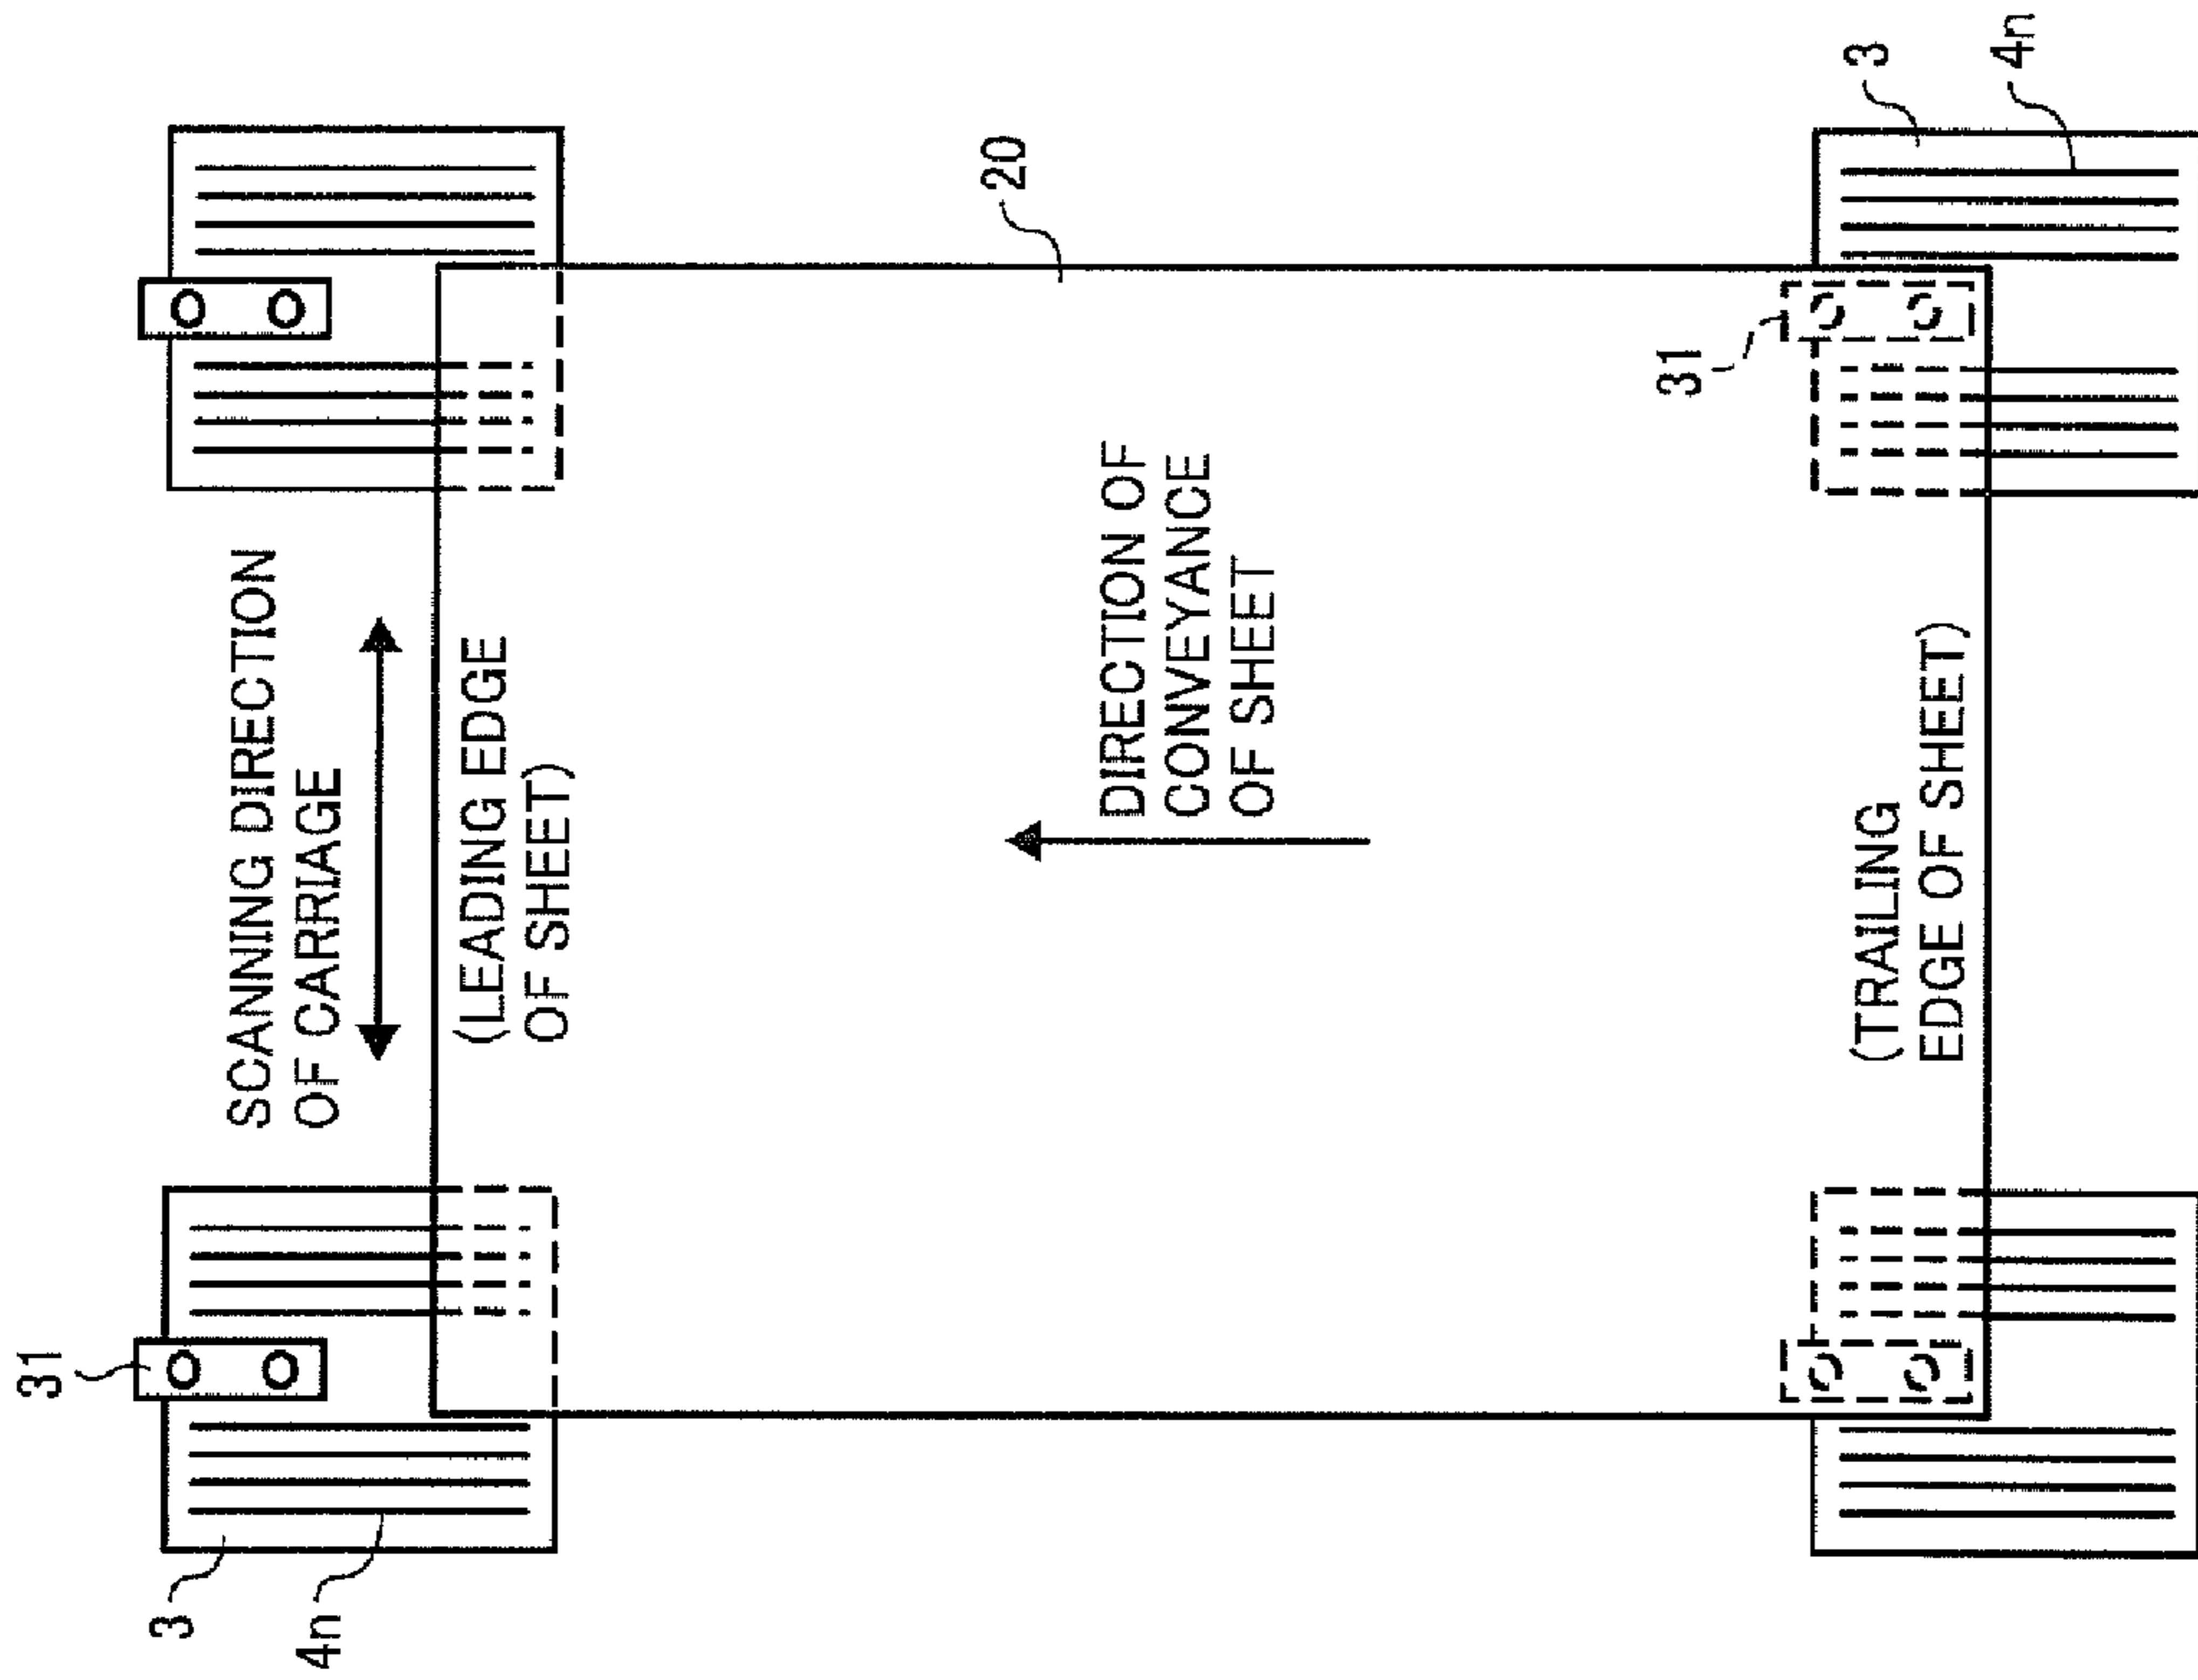 31
3
4n
SCANNING DIRECTION
OF CARRIAGE
(LEADING EDGE
OF SHEET)
20
DIRECTION OF
CONVEYANCE
OF SHEET
31
(TRAILING
EDGE OF SHEET)
3
4n